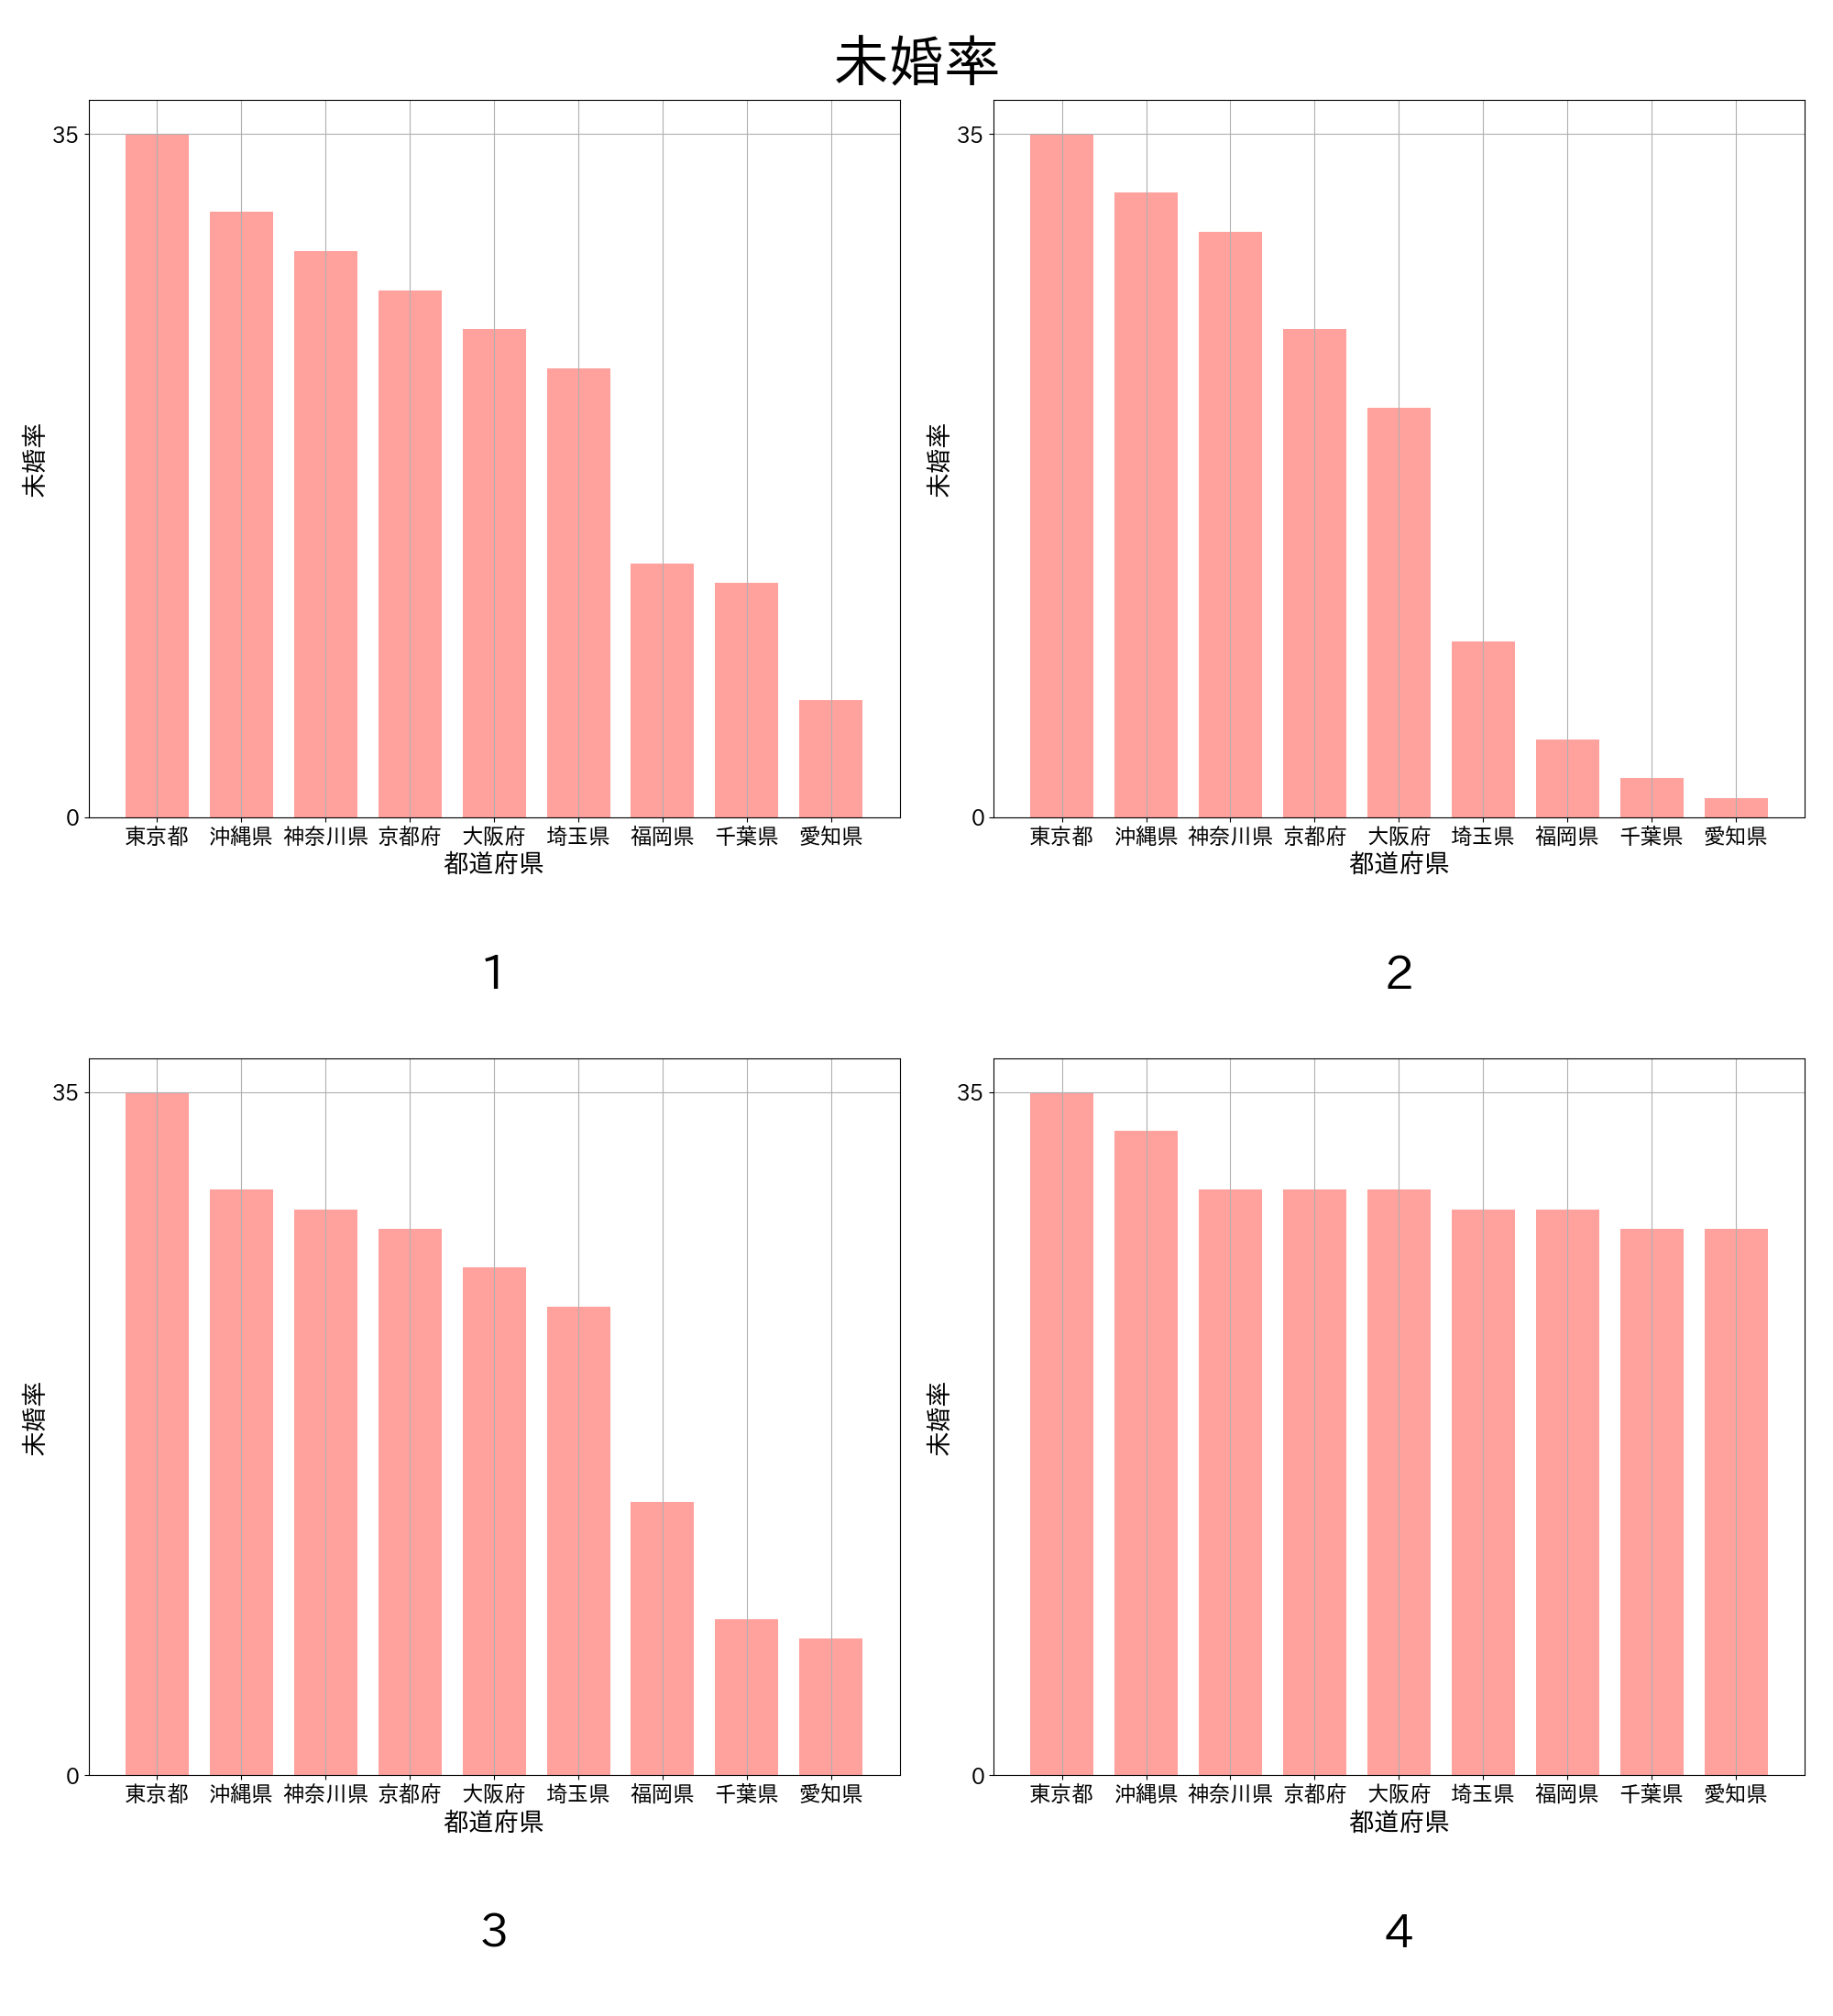 未婚率
35
0
未婚率
東京都 沖縄県 神奈川県 京都府 大阪府 埼玉県 福岡県 千葉県 愛知県
都道府県
1
35
0
未婚率
東京都 沖縄県 神奈川県 京都府 大阪府 埼玉県 福岡県 千葉県 愛知県
都道府県
2
35
0
未婚率
東京都 沖縄県 神奈川県 京都府 大阪府 埼玉県 福岡県 千葉県 愛知県
都道府県
3
35
0
未婚率
東京都 沖縄県 神奈川県 京都府 大阪府 埼玉県 福岡県 千葉県 愛知県
都道府県
4